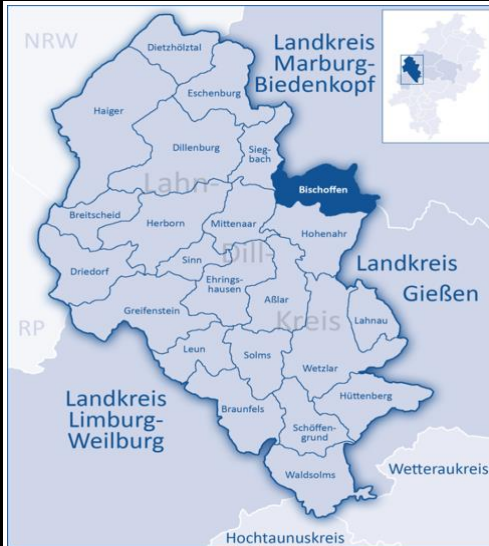 NRW
Landkreis
Marburg-
Biedenkopf
Dietzhölztal
Eschenburg
Haiger
Dillenburg
Sieg-
bach
Lahn-
Bischoffen
Breitscheid
Herborn
Mittenaar
Hohenahr
Dill-
Sinn
Driedorf
Ehrings-
hausen
Landkreis
Gießen
Aßlar
Greifenstein
Kreis
Lahnau
RP
Leun
Solms
Wetzlar
Landkreis
Limburg-
Weilburg
Braunfels
Hüttenberg
Schöffen-
grund
Waldsolms
Wetteraukreis
Hochtaunuskreis